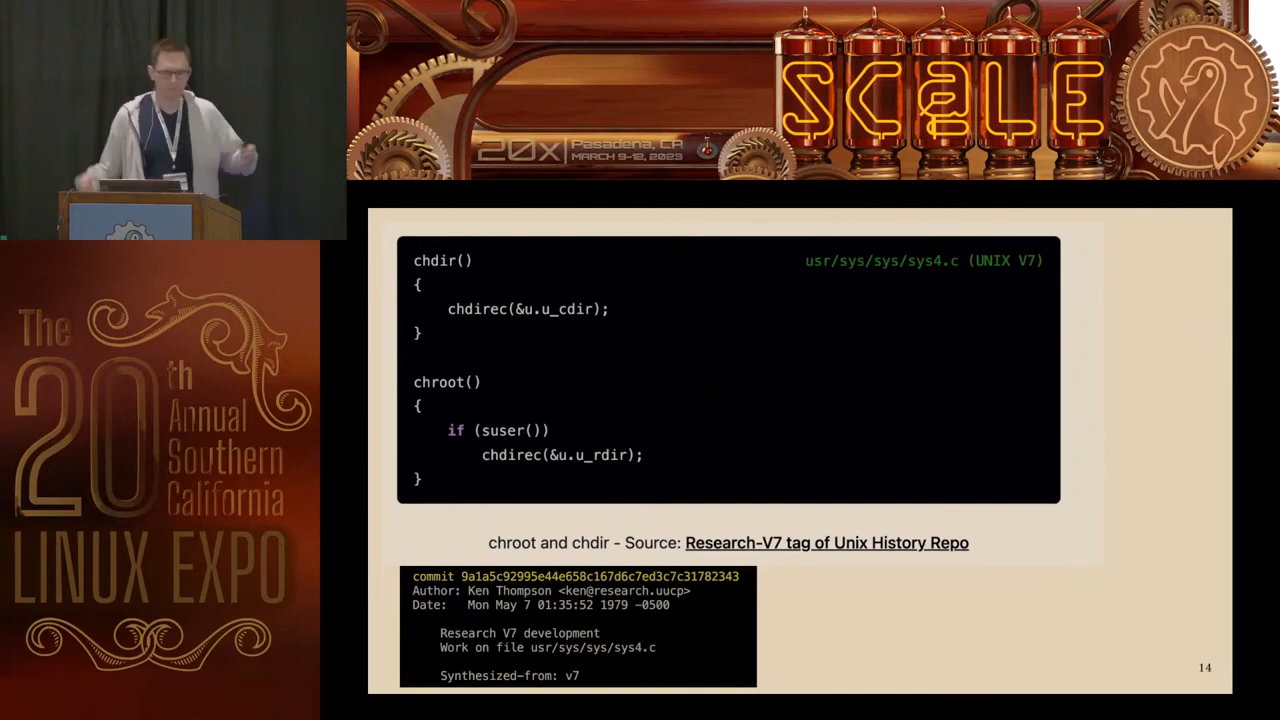 SCALE
20x
Pasadena, CA
MARCH 9-12, 2023
The
20th
Annual
Southern
California
LINUX EXPO
chdir()
usr/sys/sys/sys4.c (UNIX V7)
{
chdirec(&u.u_cdir);
}
chroot()
{
if (suser())
chdirec(&u.u_rdir);
}
chroot and chdir - Source: Research-V7 tag of Unix History Repo
commit 9a1a5c92995e44e658c167d6c7ed3c7c31782343
Author: Ken Thompson <ken@research.uucp>
Date: Mon May 7 01:35:52 1979 -0500
Research V7 development
Work on file usr/sys/sys/sys4.c
Synthesized-from: v7
14